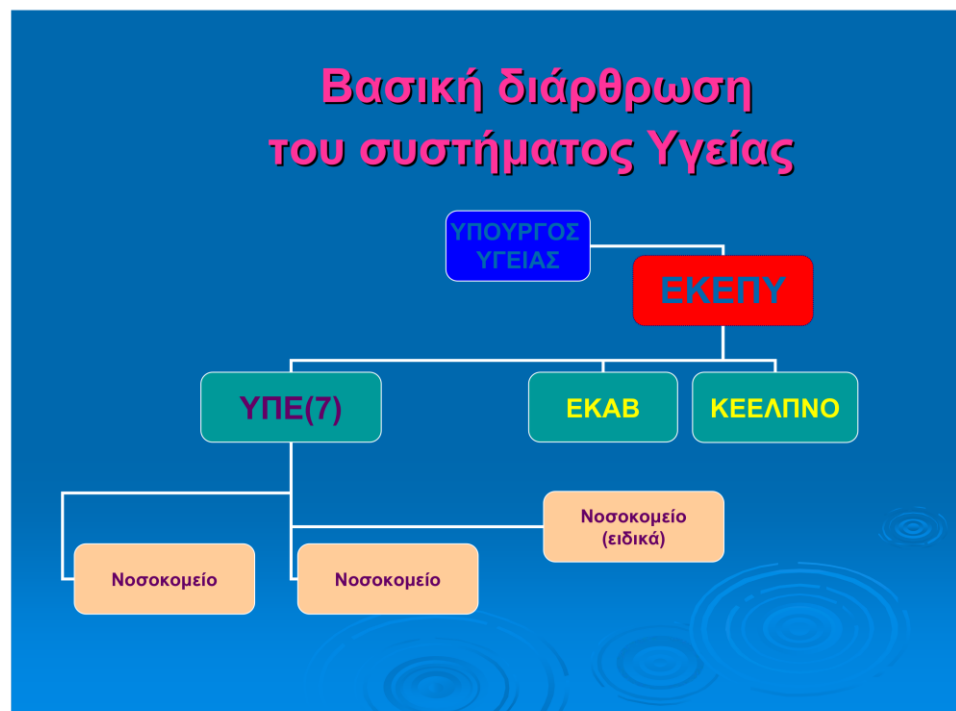 Βασική διάρθρωση
του συστήματος Υγείας
ΥΠΟΥΡΓΟΣ
ΥΓΕΙΑΣ
ΕΚΕΠΥ
ΥΠΕ(7)
ΕΚΑΒ
ΚΕΕΛΠΝΟ
Νοσοκομείο
(ειδικά)
Νοσοκομείο
Νοσοκομείο